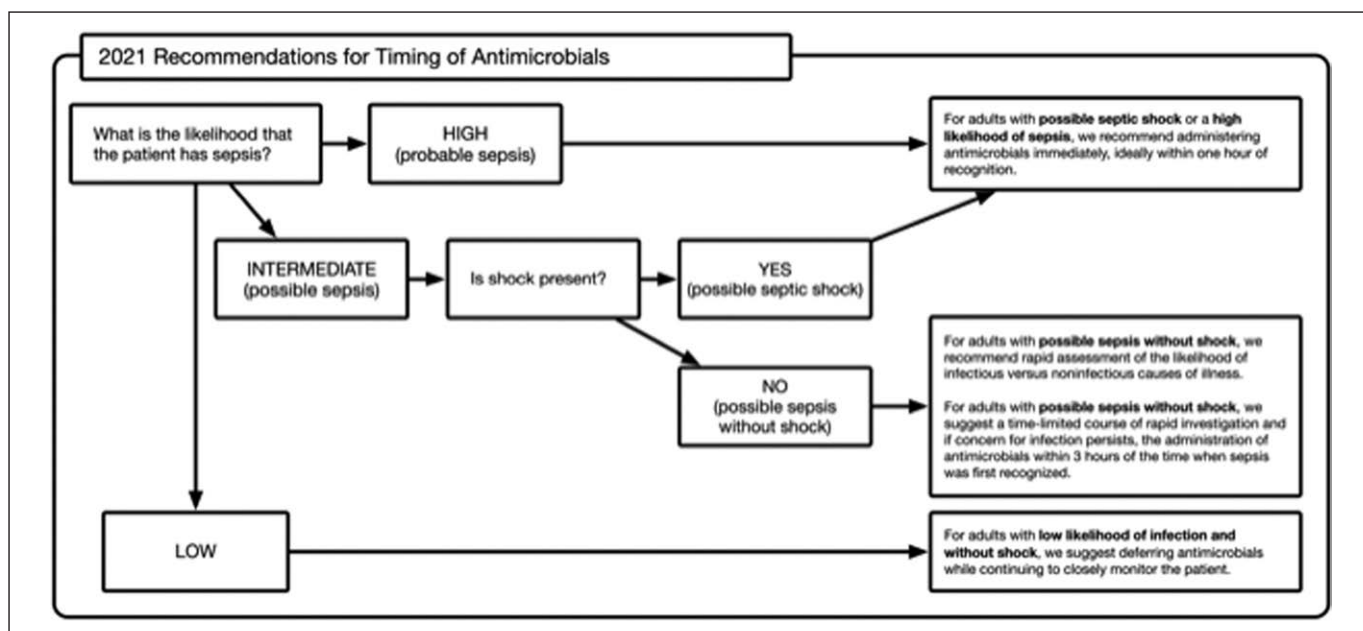 2021 Recommendations for Timing of Antimicrobials
What is the likelihood that
the patient has sepsis?
HIGH
(probable sepsis)
For adults with possible septic shock or a high
likelihood of sepsis, we recommend administering
antimicrobials immediately, ideally within one hour of
recognition.
INTERMEDIATE
(possible sepsis)
Is shock present?
YES
(possible septic shock)
NO
(possible sepsis
without shock)
For adults with possible sepsis without shock, we
recommend rapid assessment of the likelihood of
infectious versus noninfectious causes of illness.
For adults with possible sepsis without shock, we
suggest a time-limited course of rapid investigation and
if concern for infection persists, the administration of
antimicrobials within 3 hours of the time when sepsis
was first recognized.
LOW
For adults with low likelihood of infection and
without shock, we suggest deferring antimicrobials
while continuing to closely monitor the patient.